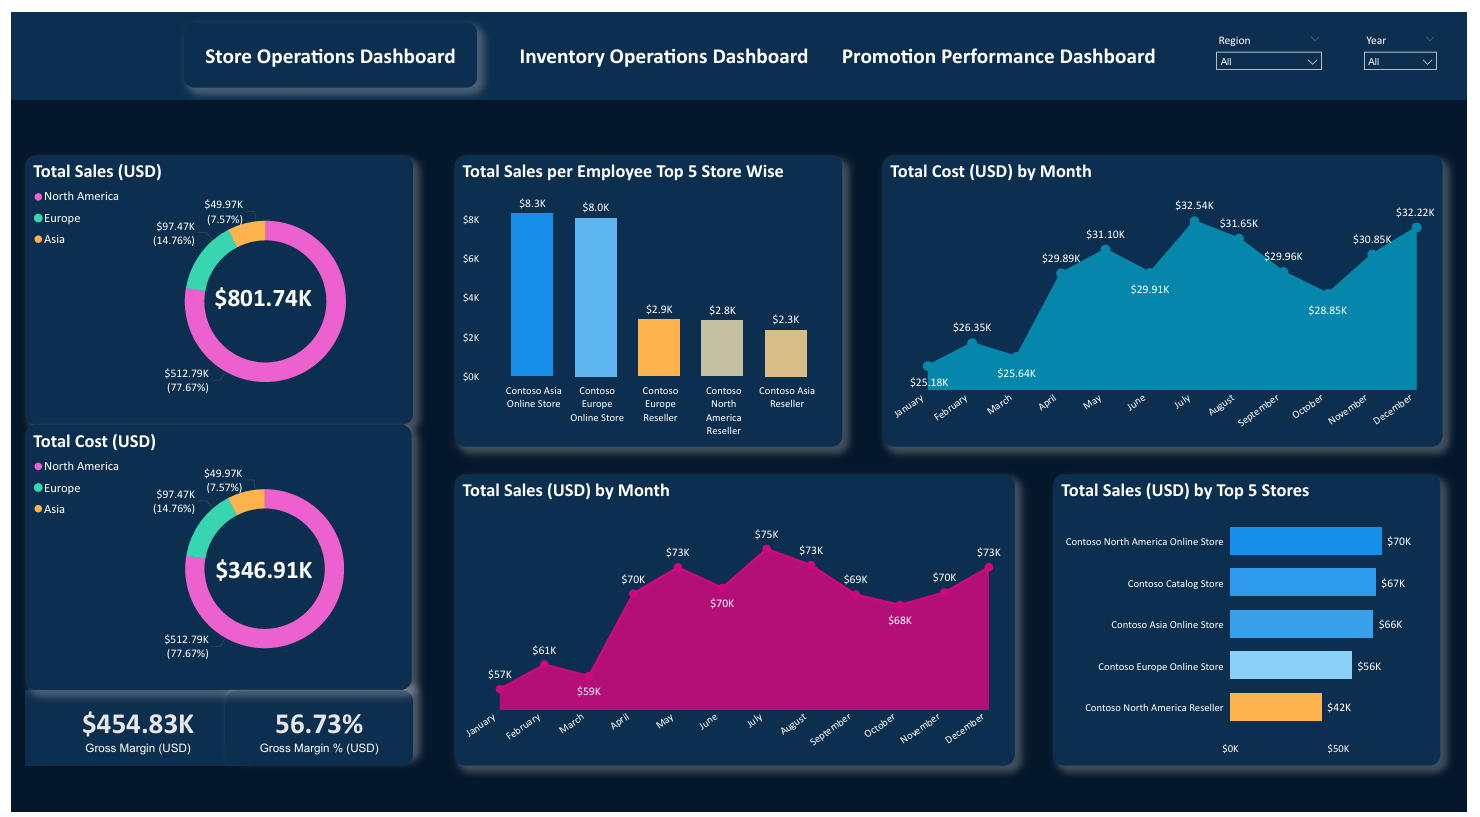 Store Operations Dashboard
Inventory Operations Dashboard
Promotion Performance Dashboard
Region
All
Year
All
Total Sales (USD)
North America
Europe
Asia
$49.97K
(7.57%)
$97.47K
(14.76%)
$801.74K
$512.79K
(77.67%)
Total Cost (USD)
North America
Europe
Asia
$49.97K
(7.57%)
$97.47K
(14.76%)
$346.91K
$512.79K
(77.67%)
$454.83K
Gross Margin (USD)
56.73%
Gross Margin % (USD)
Total Sales per Employee Top 5 Store Wise
$8K
$6K
$4K
$2K
$0K
$8.3K
$8.0K
$2.9K
$2.8K
$2.3K
Contoso Asia
Online Store
Contoso
Europe
Online Store
Contoso
Europe
Reseller
Contoso
North
America
Reseller
Contoso Asia
Reseller
Total Cost (USD) by Month
$25.18K
$26.35K
$25.64K
$29.89K
$31.10K
$29.91K
$32.54K
$31.65K
$29.96K
$28.85K
$30.85K
$32.22K
January
February
March
April
May
June
July
August
September
October
November
December
Total Sales (USD) by Month
$57K
$61K
$59K
$70K
$73K
$70K
$75K
$73K
$69K
$68K
$70K
$73K
January
February
March
April
May
June
July
August
September
October
November
December
Total Sales (USD) by Top 5 Stores
Contoso North America Online Store
$70K
Contoso Catalog Store
$67K
Contoso Asia Online Store
$66K
Contoso Europe Online Store
$56K
Contoso North America Reseller
$42K
$0K
$50K